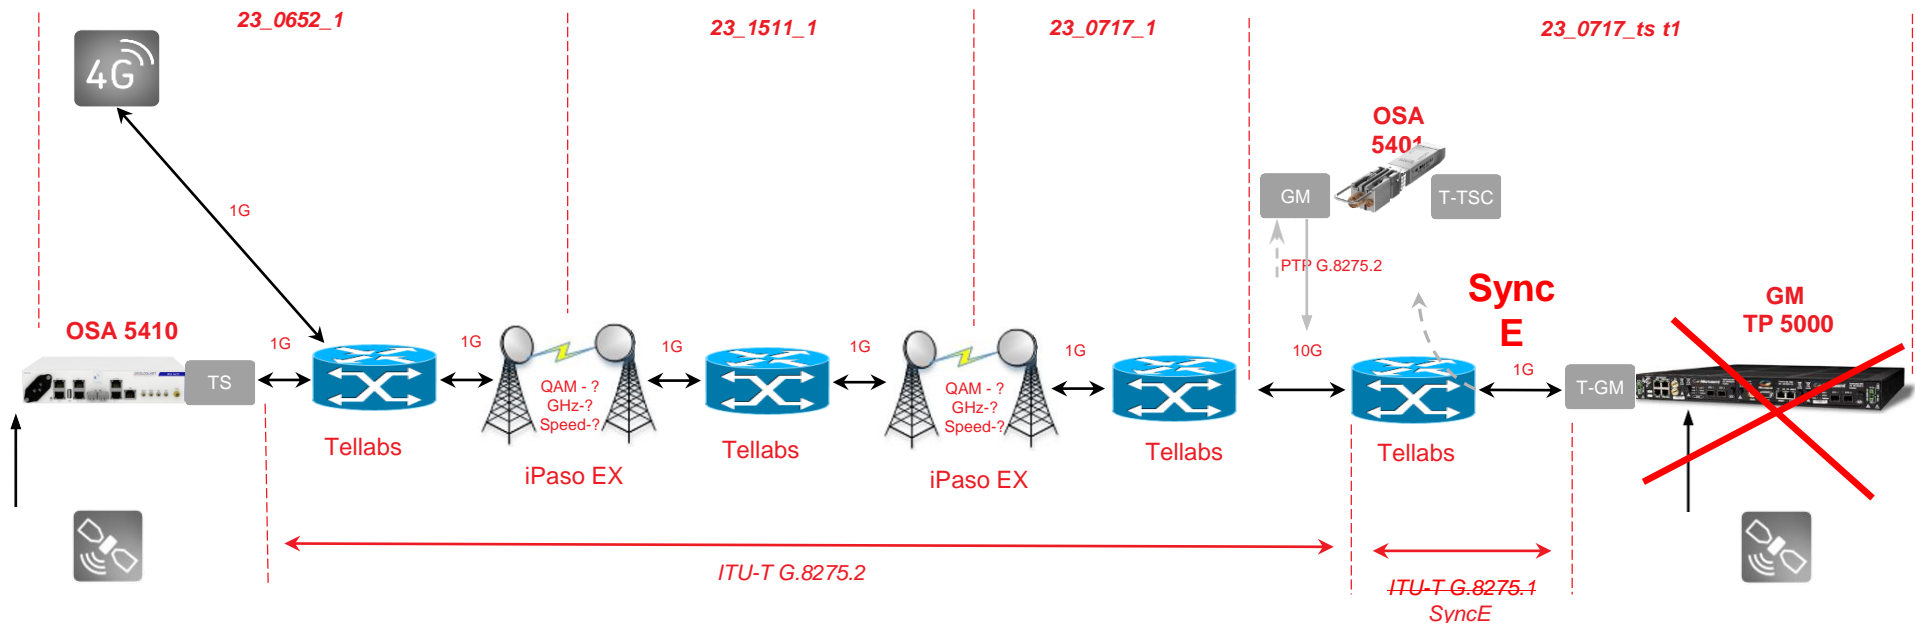 23_0652_1
23_1511_1
23_0717_1
23_0717_ts t1
4G
OSA
5401
GM
T-TSC
1G
PTP G.8275.2
Sync
E
GM
TP 5000
OSA 5410
TS
1G
1G
1G
1G
1G
10G
1G
T-GM
QAM - ?
GHz-?
Speed-?
QAM - ?
GHz-?
Speed-?
Tellabs
Tellabs
Tellabs
Tellabs
iPaso EX
iPaso EX
ITU-T G.8275.2
ITU-T G.8275.1
SyncE